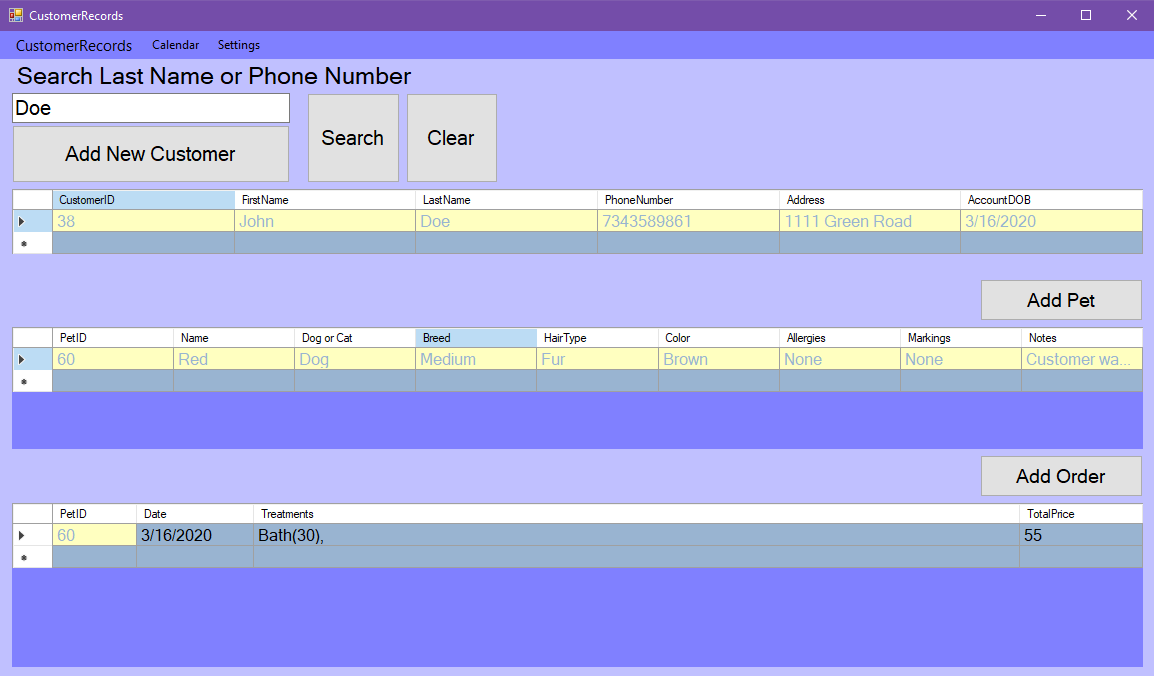 CustomerRecords
CustomerRecords Calendar Settings
Search Last Name or Phone Number
Doe
Add New Customer
Search
Clear
CustomerID FirstName LastName PhoneNumber Address AccountDOB
38 John Doe 7343589861 1111 Green Road 3/16/2020
Add Pet
PetID Name Dog or Cat Breed HairType Color Allergies Markings Notes
60 Red Dog Medium Fur Brown None None Customer wa...
Add Order
PetID Date Treatments TotalPrice
60 3/16/2020 Bath(30), 55